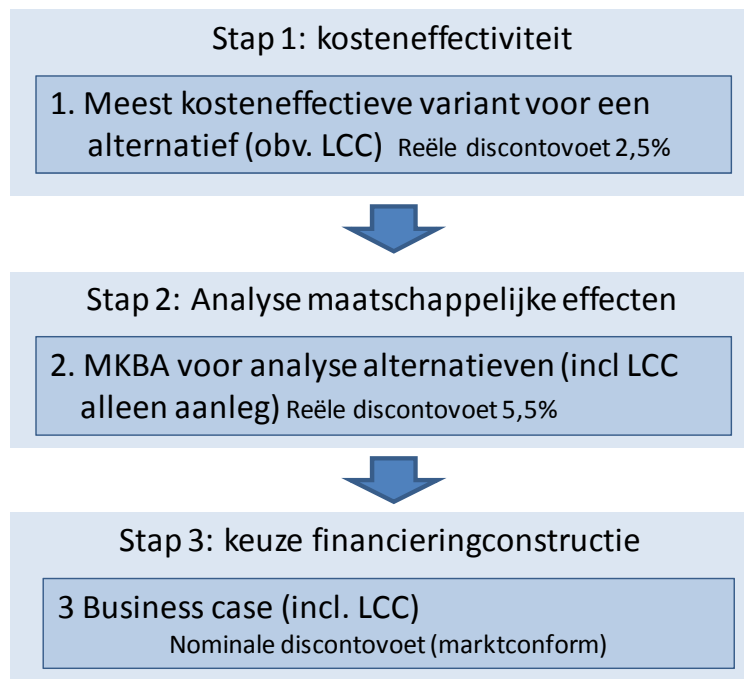 Stap 1: kosteneffectiviteit
1. Meest kosteneffectieve variant voor een
alternatief (obv. LCC) Reële discontovoet 2,5%
Stap 2: Analyse maatschappelijke effecten
2. MKBA voor analyse alternatieven (incl LCC
alleen aanleg) Reële discontovoet 5,5%
Stap 3: keuze financieringconstructie
3 Business case (incl. LCC)
Nominale discontovoet (marktconform)